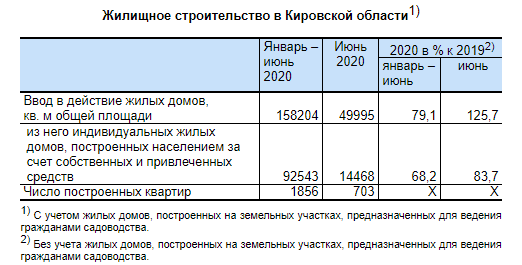 Жилищное строительство в Кировской области1)
Январь – июнь 2020 Июнь 2020 2020 в % к 20192)
январь – июнь июнь
Ввод в действие жилых домов,
кв. м общей площади 158204 49995 79,1 125,7
из него индивидуальных жилых
домов, построенных населением за
счет собственных и привлеченных
средств 92543 14468 68,2 83,7
Число построенных квартир 1856 703 X X
1) С учетом жилых домов, построенных на земельных участках, предназначенных для ведения
гражданами садоводства.
2) Без учета жилых домов, построенных на земельных участках, предназначенных для ведения
гражданами садоводства.